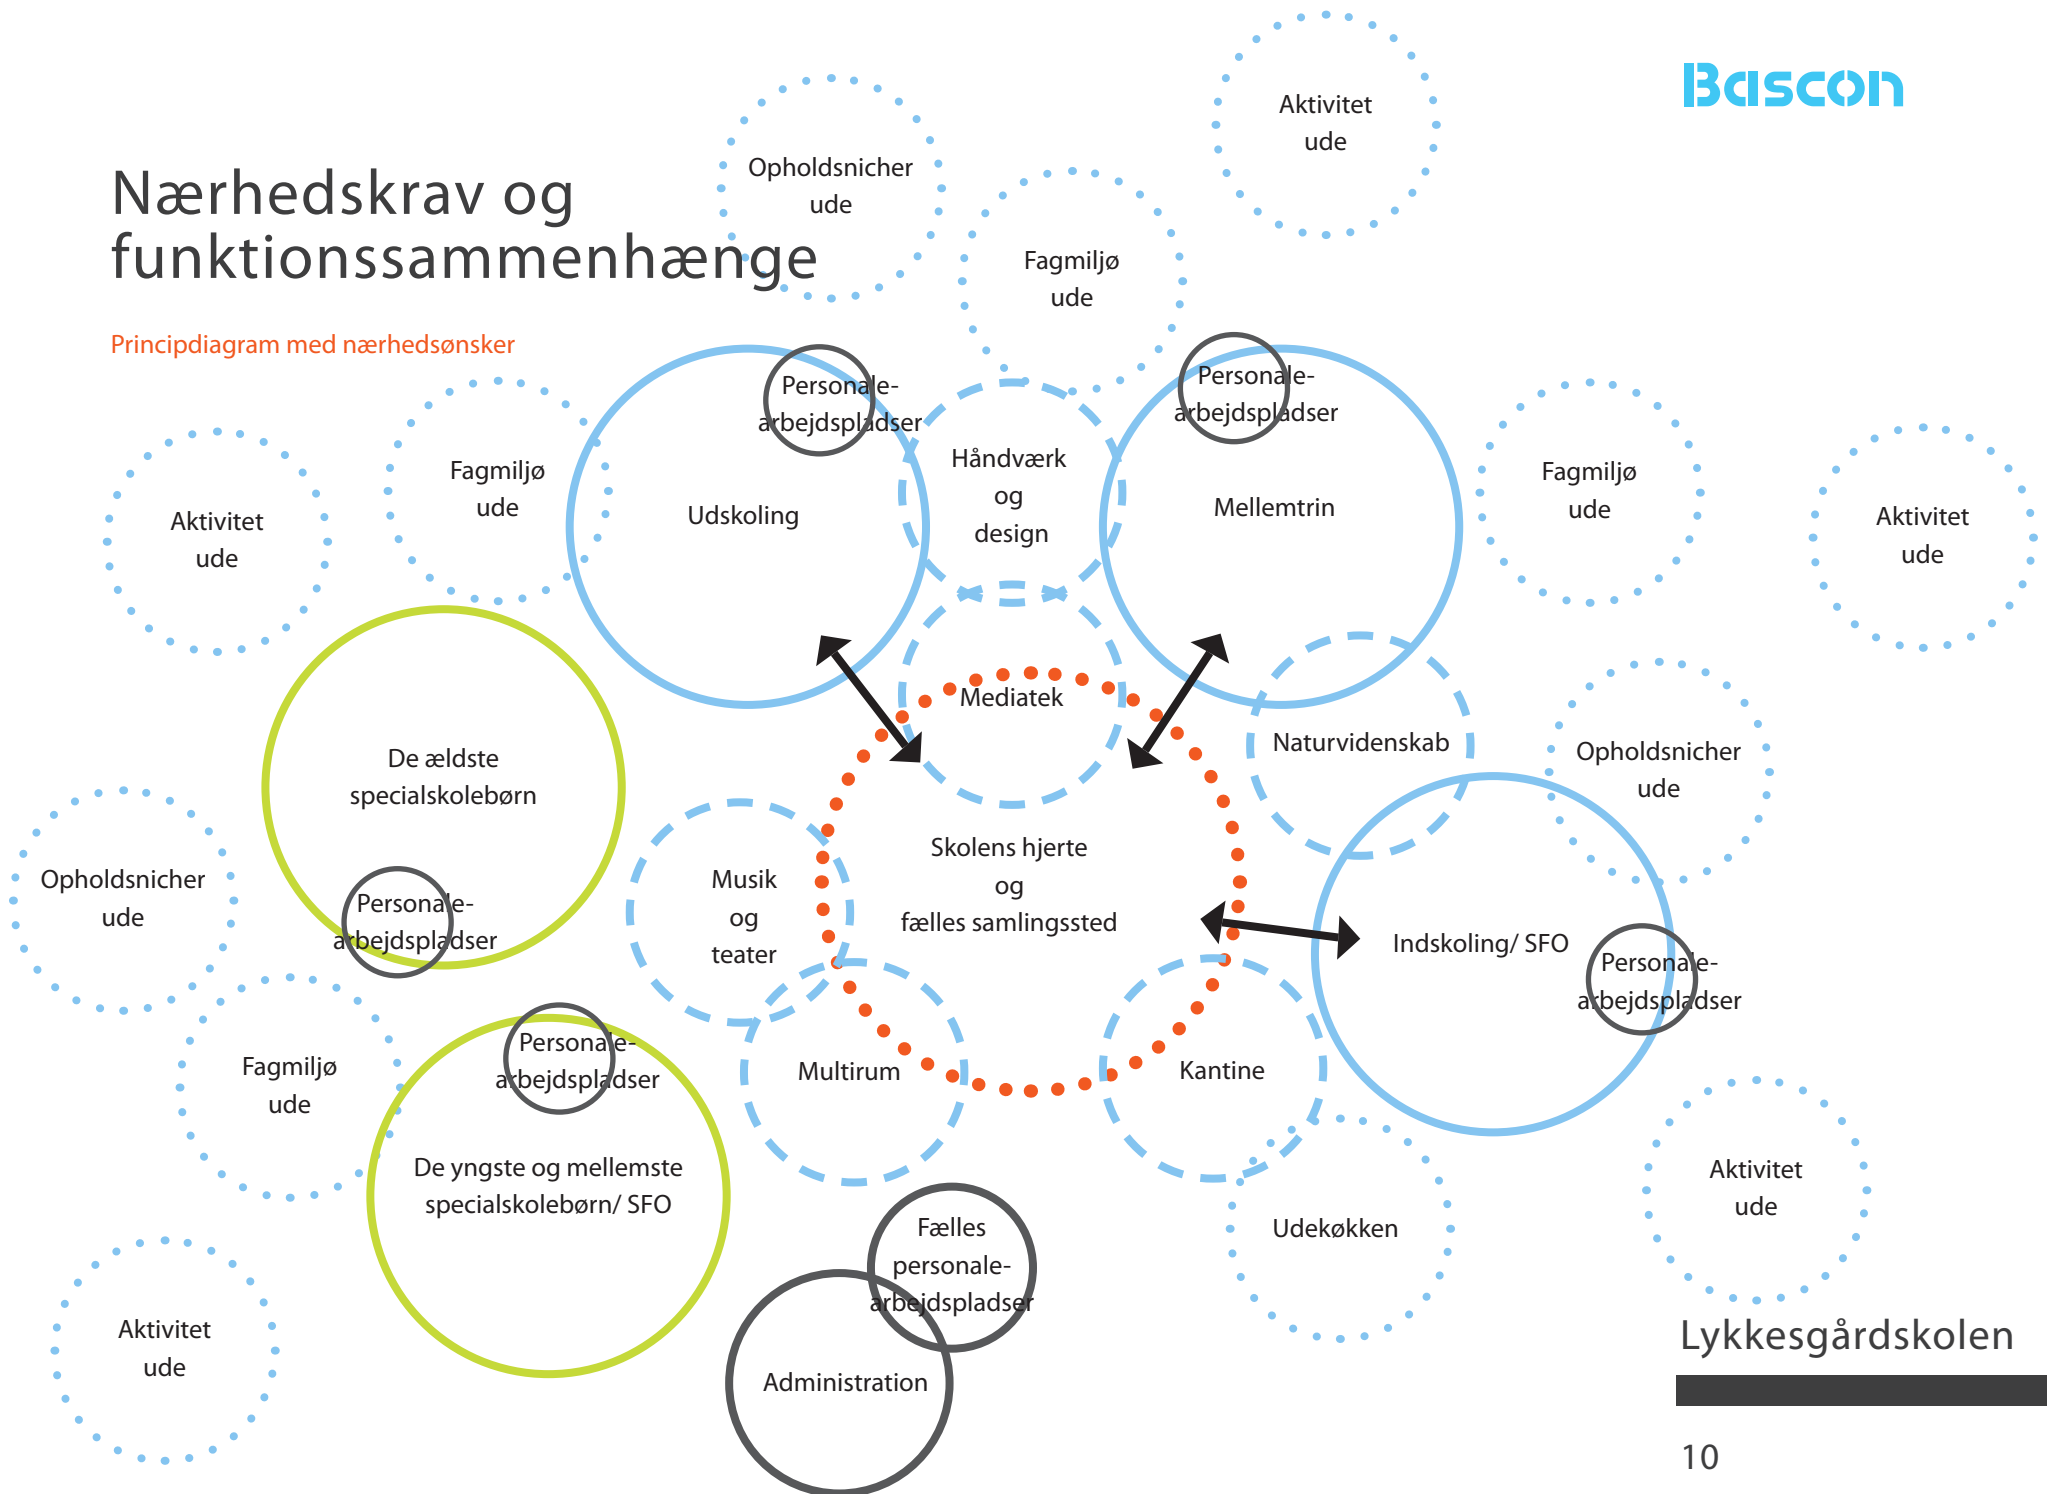 Bascon
Nærhedskrav og
funktionssammenhænge
Principdiagram med nærhedsønsker
Aktivitet
ude
Opholdsnicher
ude
Fagmiljø
ude
Personale-
arbejdspladser
Personale-
arbejdspladser
Fagmiljø
ude
Aktivitet
ude
Udskoling
Håndværk
og
design
Mellemtrin
Fagmiljø
ude
Aktivitet
ude
De ældste
specialskolebørn
Mediatek
Naturvidenskab
Opholdsnicher
ude
Opholdsnicher
ude
Personale-
arbejdspladser
Musik
og
teater
Skolens hjerte
og
fælles samlingssted
Indskoling/ SFO
Personale-
arbejdspladser
Fagmiljø
ude
Personale-
arbejdspladser
Multirum
Kantine
De yngste og mellemste
specialskolebørn/ SFO
Fælles
personale-
arbejdspladser
Udekøkken
Aktivitet
ude
Aktivitet
ude
Administration
Lykkesgårdskolen
10